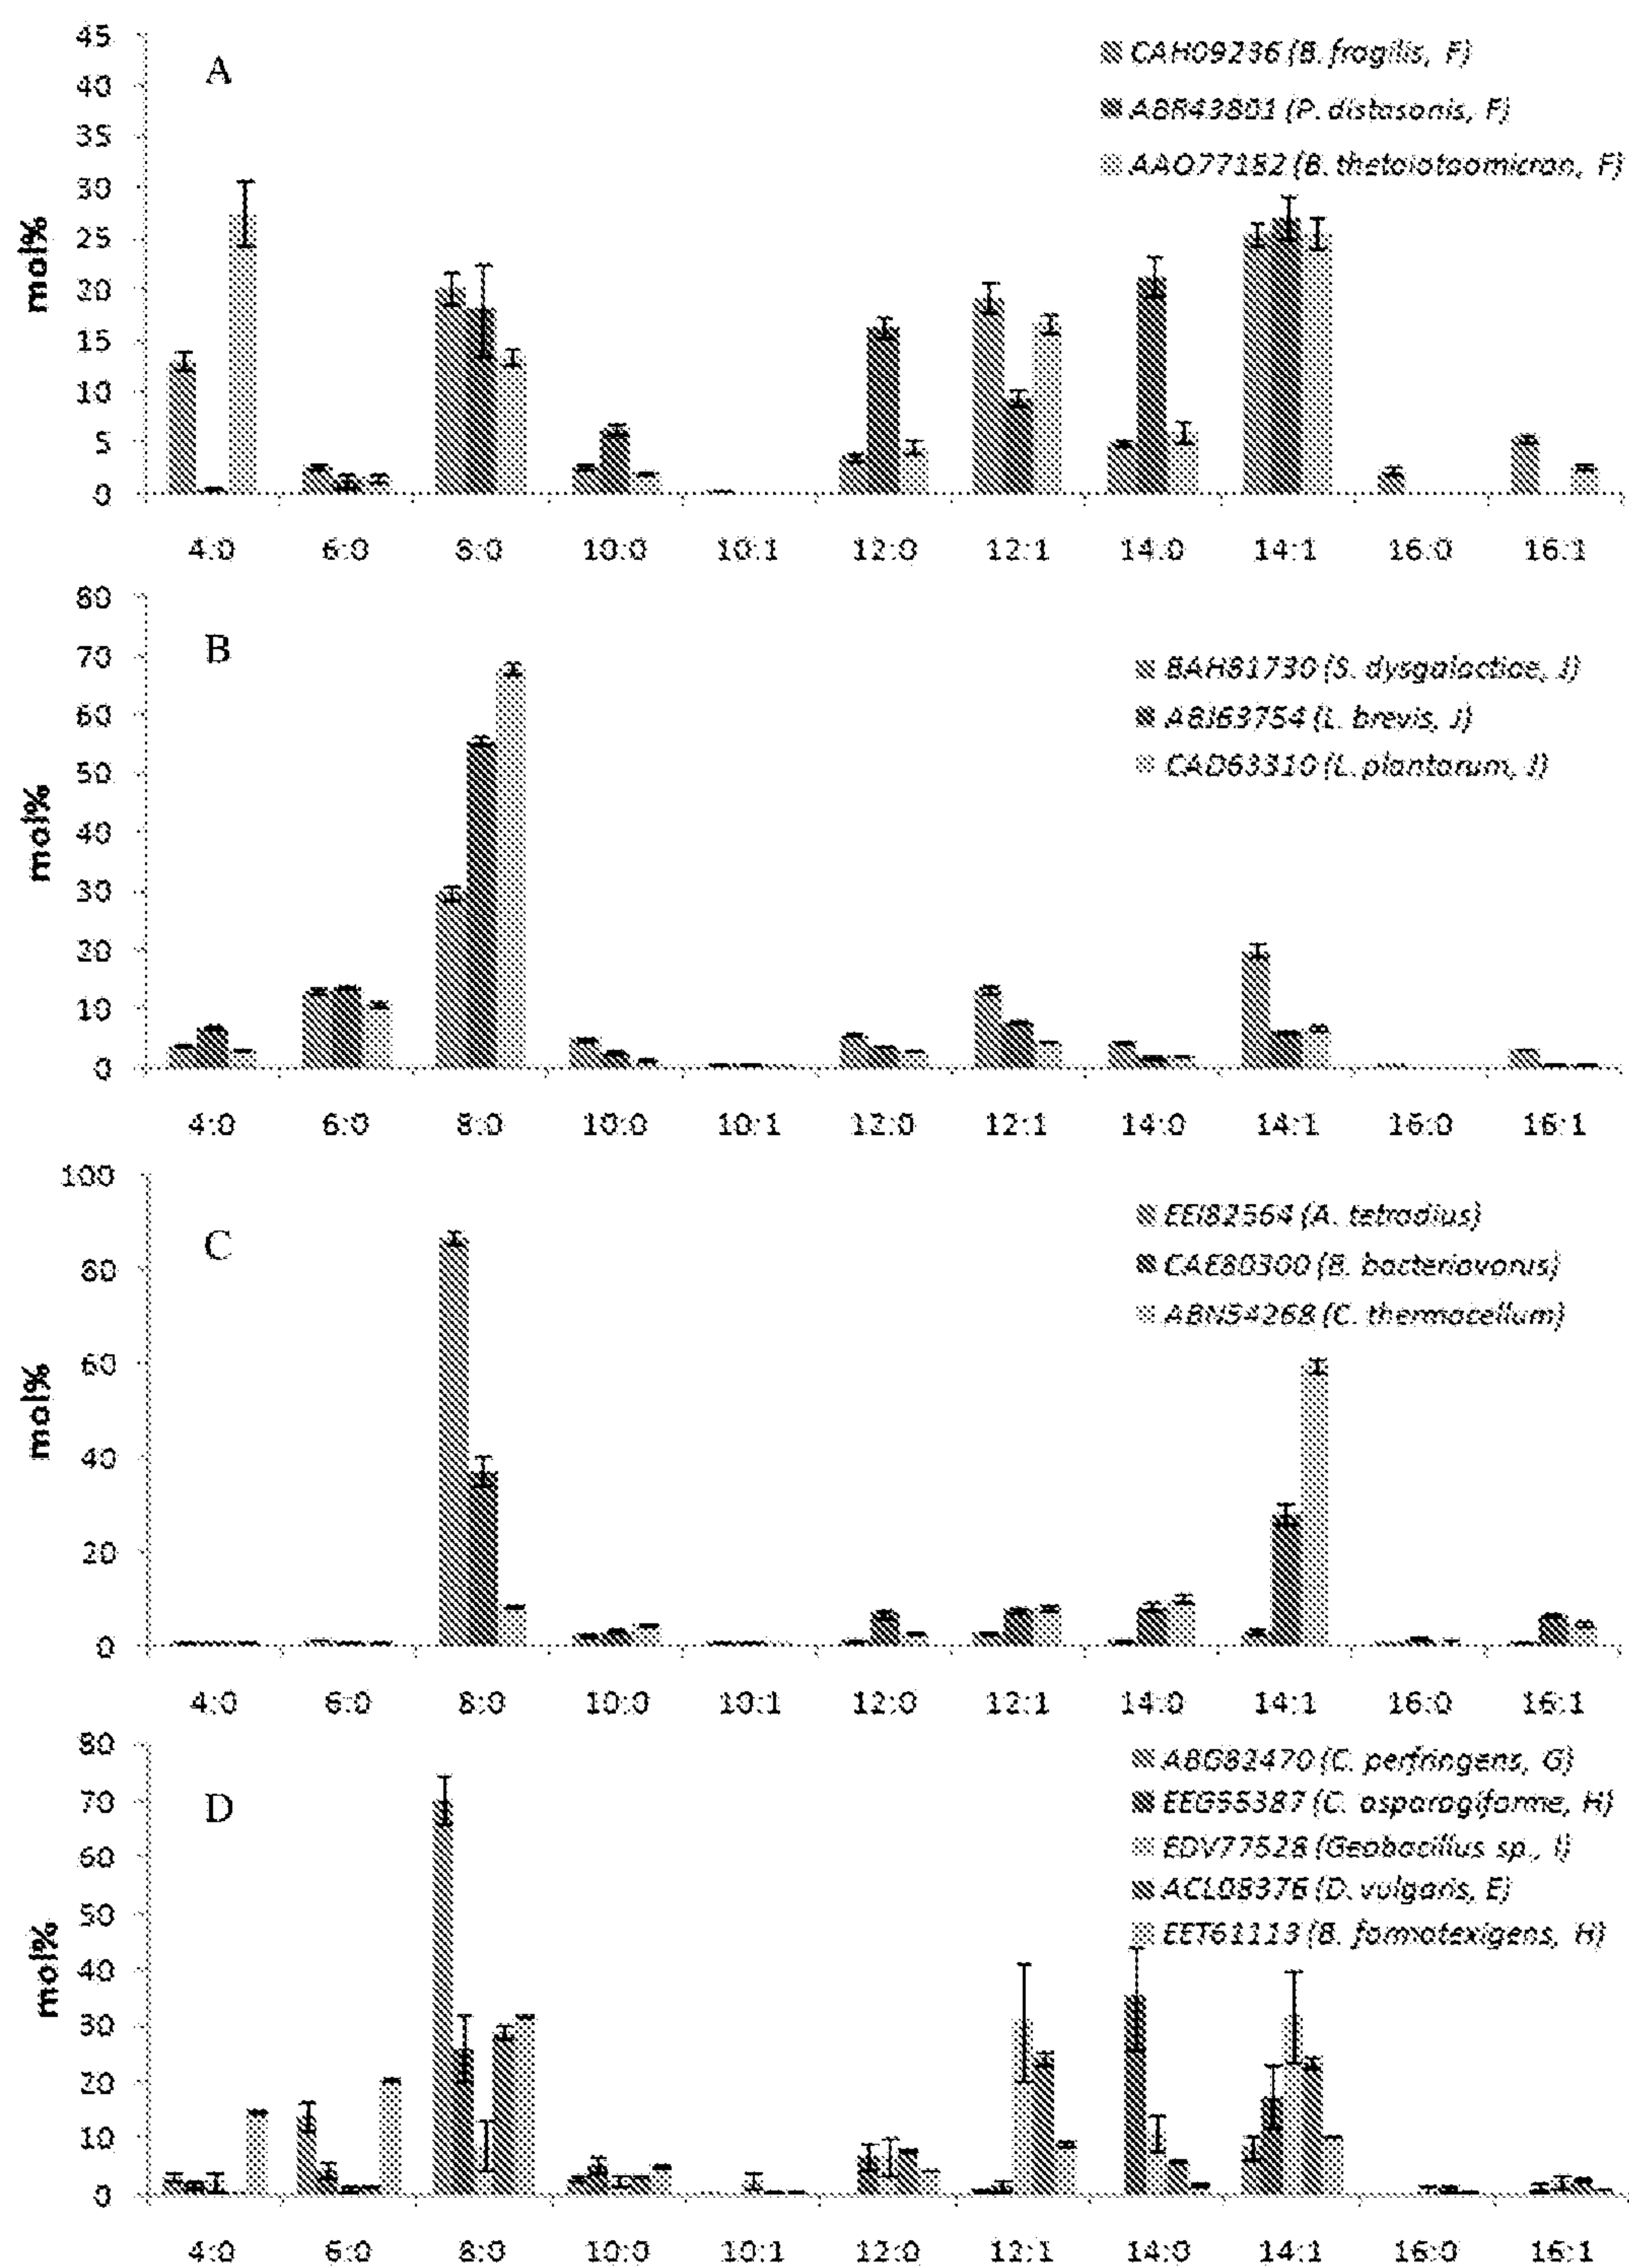 A
45
40
35
30
25
20
15
10
5
0
mol%
CAH09236 (B. fragilis, F)
ABR43801 (P. distasonis, F)
AAO77182 (B. thetaiotaomicron, F)
4:0 6:0 8:0 10:0 10:1 12:0 12:1 14:0 14:1 16:0 16:1
B
80
70
60
50
40
30
20
10
0
mol%
BAH81730 (S. dysgalactiae, J)
ABJ63754 (L. brevis, J)
CAD63310 (L. plantarum, J)
4:0 6:0 8:0 10:0 10:1 12:0 12:1 14:0 14:1 16:0 16:1
C
100
80
60
40
20
0
mol%
EEI82564 (A. tetradius)
CAE80300 (B. bacteriovorus)
ABN54268 (C. thermocellum)
4:0 6:0 8:0 10:0 10:1 12:0 12:1 14:0 14:1 16:0 16:1
D
80
70
60
50
40
30
20
10
0
mol%
ABG82470 (C. perfringens, G)
EEG55387 (C. asparagiforme, H)
EDV77528 (Geobacillus sp., I)
ACL08376 (D. vulgaris, E)
EET61113 (B. formatexigens, H)
4:0 6:0 8:0 10:0 10:1 12:0 12:1 14:0 14:1 16:0 16:1